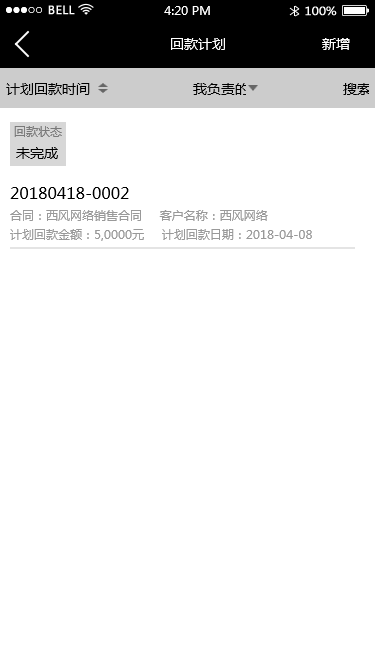 BELL 4:20 PM 100%
回款计划 新增
计划回款时间 我负责的 搜索
回款状态
未完成
20180418-0002
合同：西风网络销售合同 客户名称：西风网络
计划回款金额：5,0000元 计划回款日期：2018-04-08